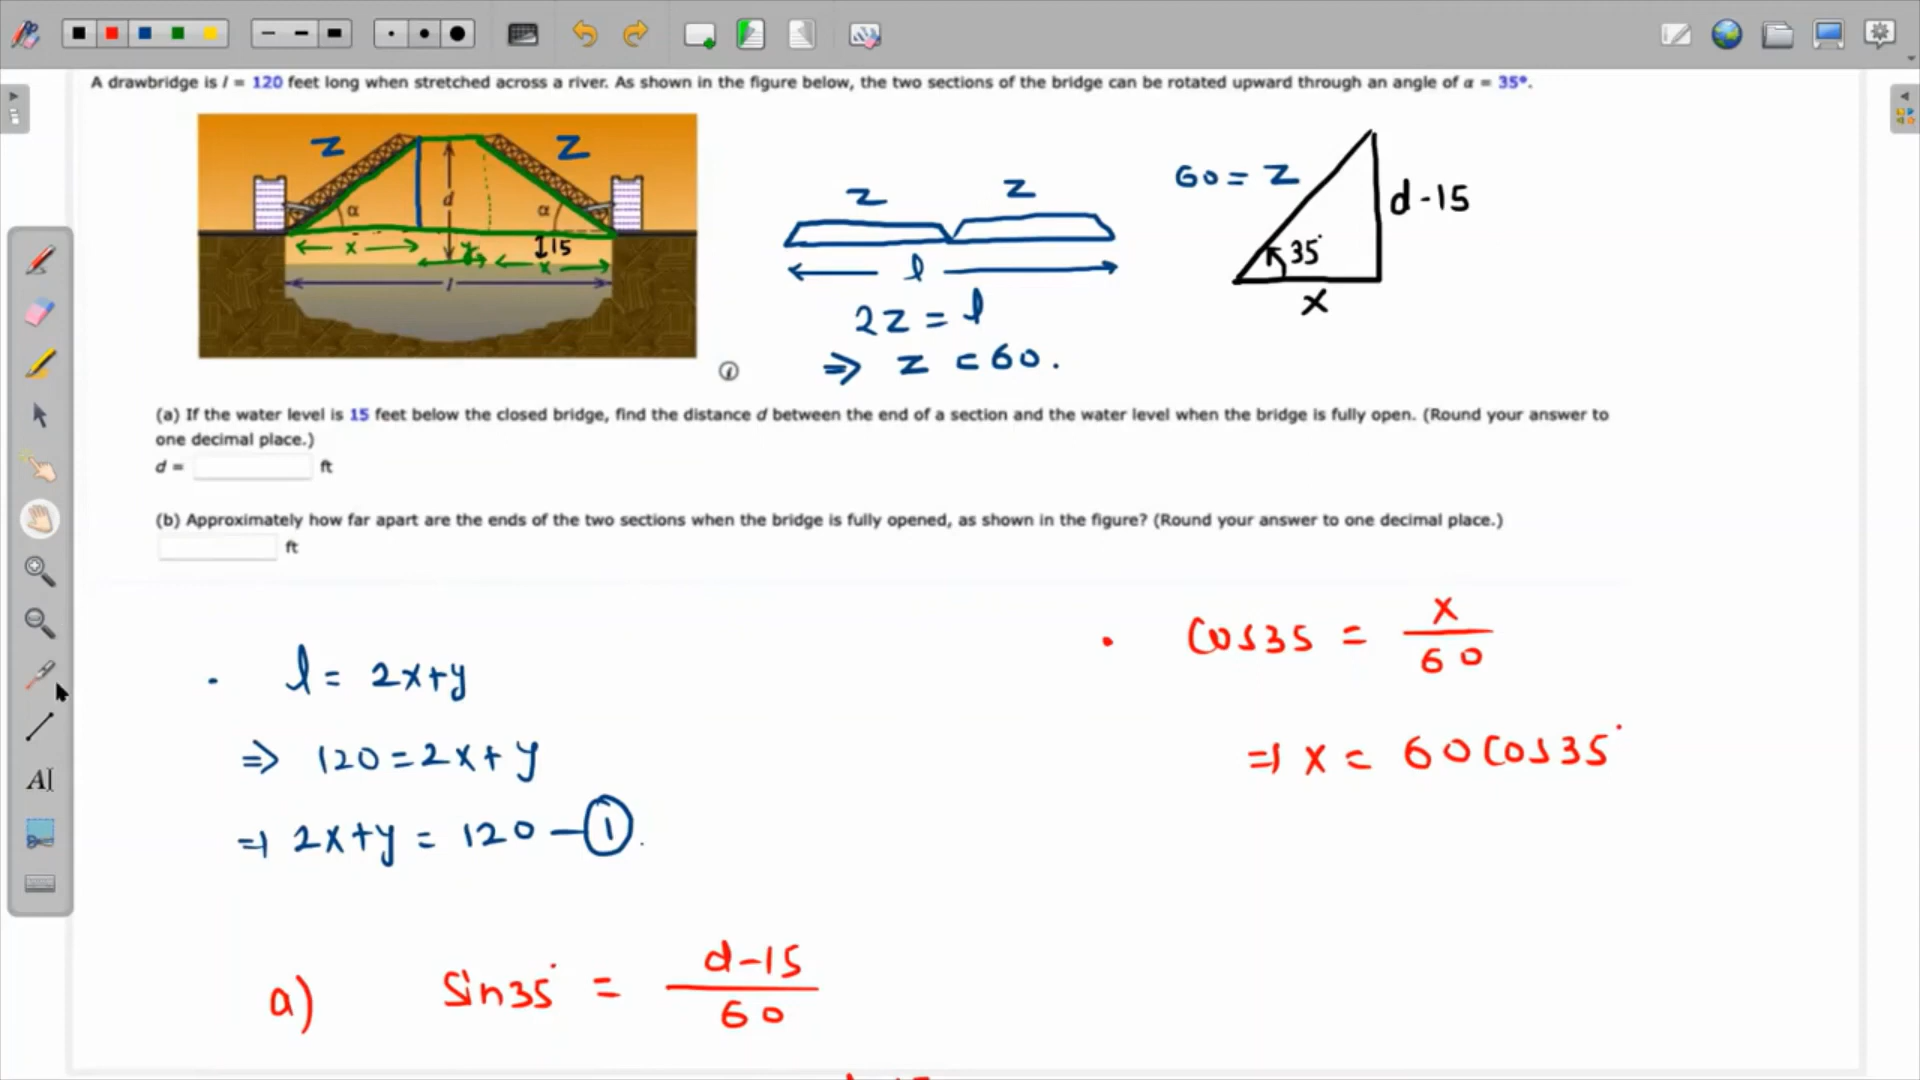 A drawbridge is l = 120 feet long when stretched across a river. As shown in the figure below, the two sections of the bridge can be rotated upward through an angle of α = 35°.
z
z
d
α
α
x
y
15
x
l
z
z
l
2z = l
⇒ z = 60.
60 = z
d-15
35°
x
(a) If the water level is 15 feet below the closed bridge, find the distance d between the end of a section and the water level when the bridge is fully open. (Round your answer to
one decimal place.)
d = ft
(b) Approximately how far apart are the ends of the two sections when the bridge is fully opened, as shown in the figure? (Round your answer to one decimal place.)
ft
. l = 2x+y
⇒ 120 = 2x + y
⇒ 2x+y = 120 — ①.
• cos35 = x/60
⇒ x = 60cos35°
a) sin35° = d-15/60
AI